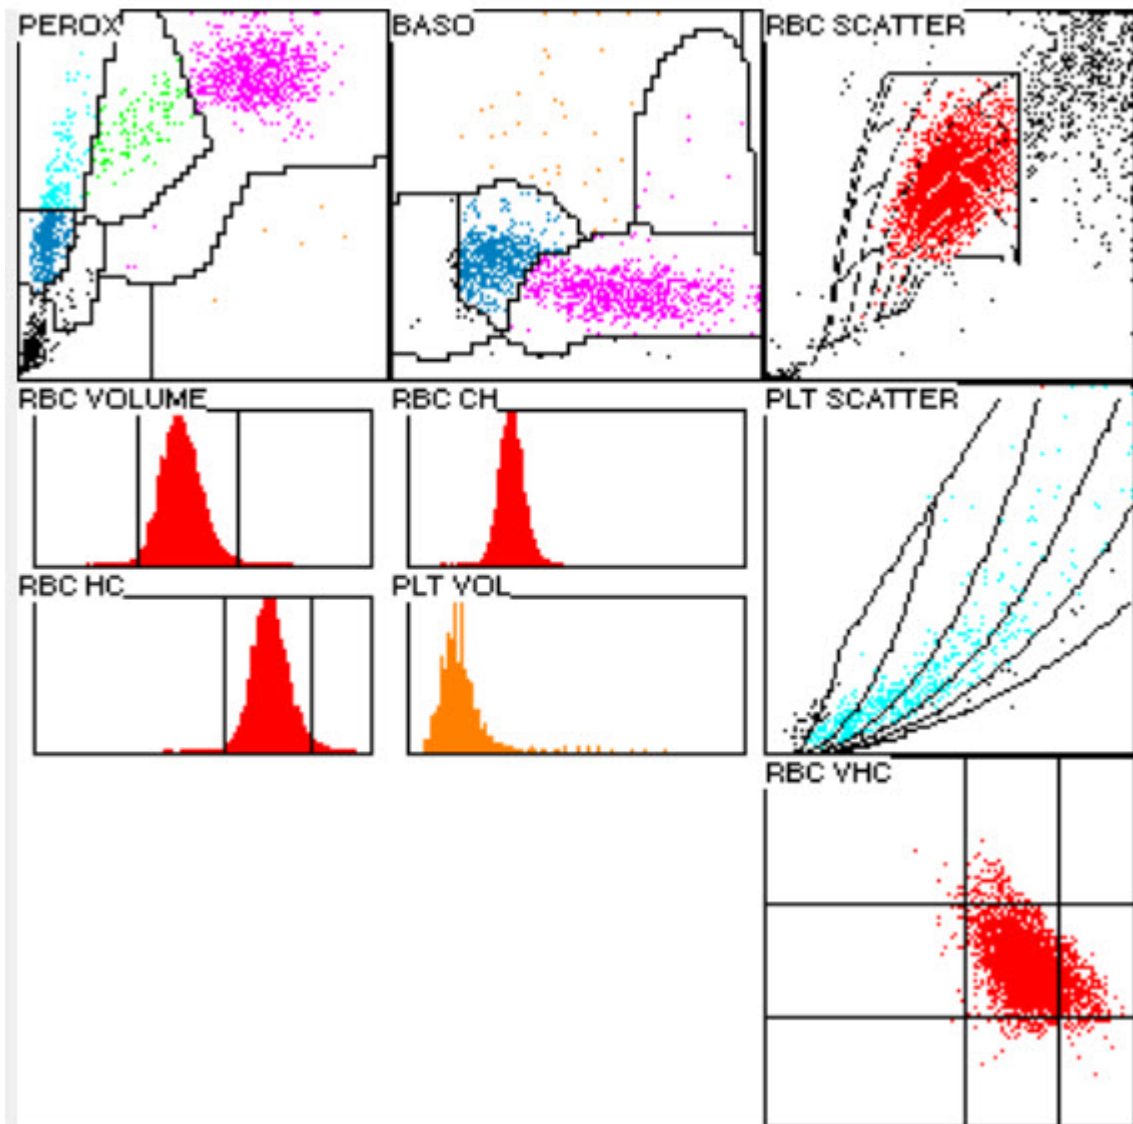 PEROX
BASO
RBC SCATTER
RBC VOLUME
RBC CH
PLT SCATTER
RBC HC
PLT VOL
RBC VHC